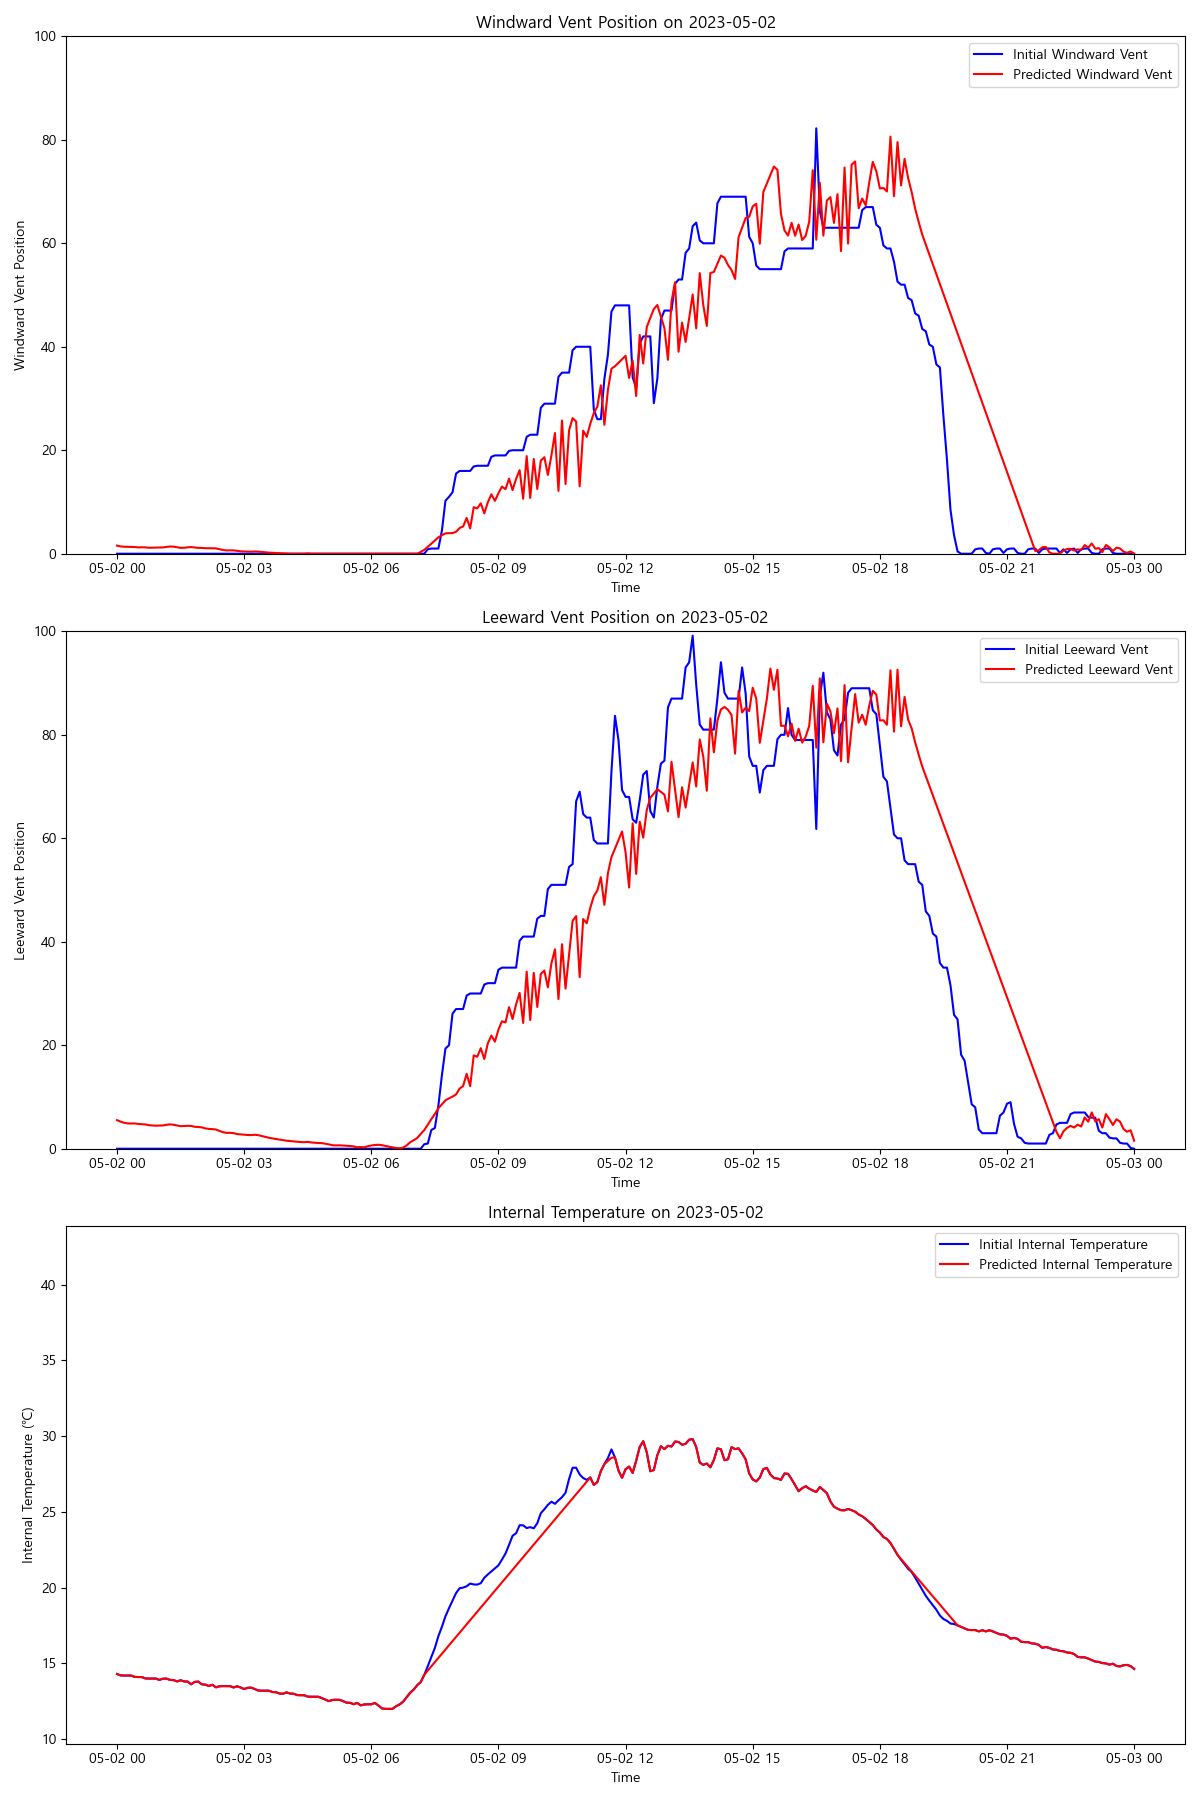 Windward Vent Position on 2023-05-02
Initial Windward Vent
Predicted Windward Vent
Windward Vent Position
100
80
60
40
20
0
05-02 00 05-02 03 05-02 06 05-02 09 05-02 12 05-02 15 05-02 18 05-02 21 05-03 00
Time
Leeward Vent Position on 2023-05-02
Initial Leeward Vent
Predicted Leeward Vent
Leeward Vent Position
100
80
60
40
20
0
05-02 00 05-02 03 05-02 06 05-02 09 05-02 12 05-02 15 05-02 18 05-02 21 05-03 00
Time
Internal Temperature on 2023-05-02
Initial Internal Temperature
Predicted Internal Temperature
Internal Temperature (℃)
40
35
30
25
20
15
10
05-02 00 05-02 03 05-02 06 05-02 09 05-02 12 05-02 15 05-02 18 05-02 21 05-03 00
Time